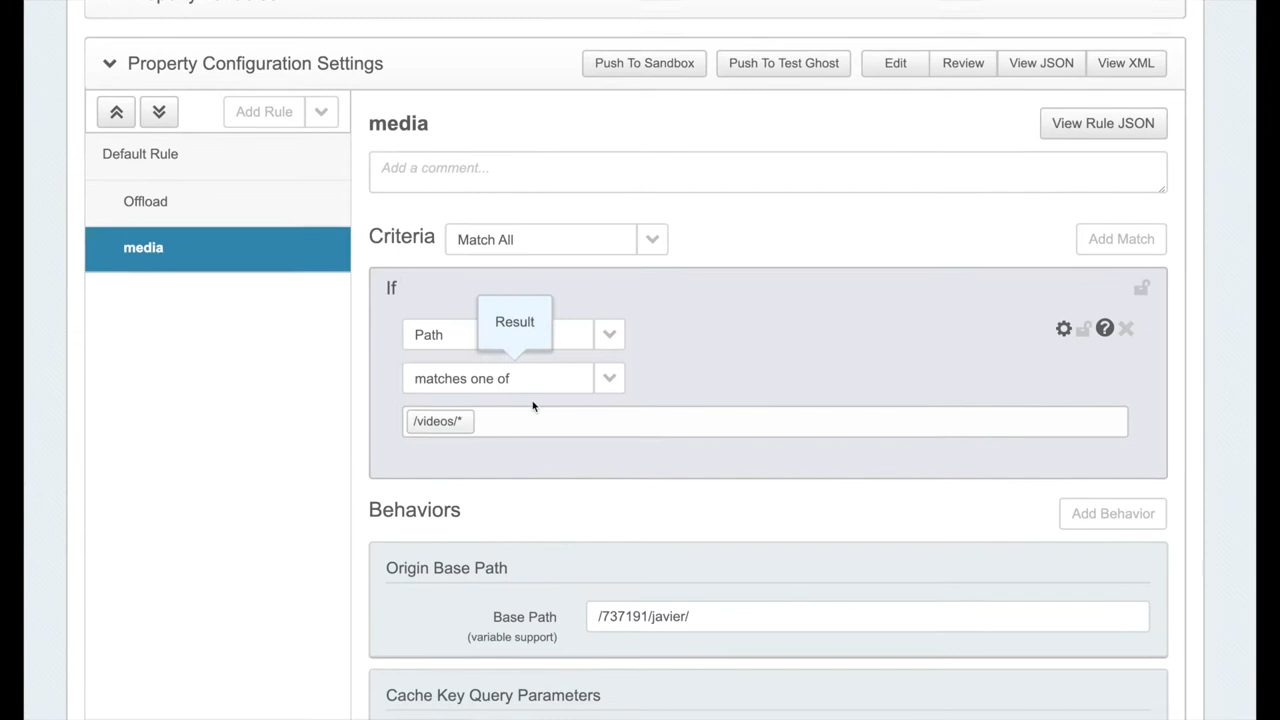 Property Configuration Settings
Push To Sandbox
Push To Test Ghost
Edit
Review
View JSON
View XML
Add Rule
Default Rule
Offload
media
media
View Rule JSON
Add a comment...
Criteria
Match All
Add Match
If
Path
Result
matches one of
/videos/*
Behaviors
Add Behavior
Origin Base Path
Base Path
/737191/javier/
(variable support)
Cache Key Query Parameters